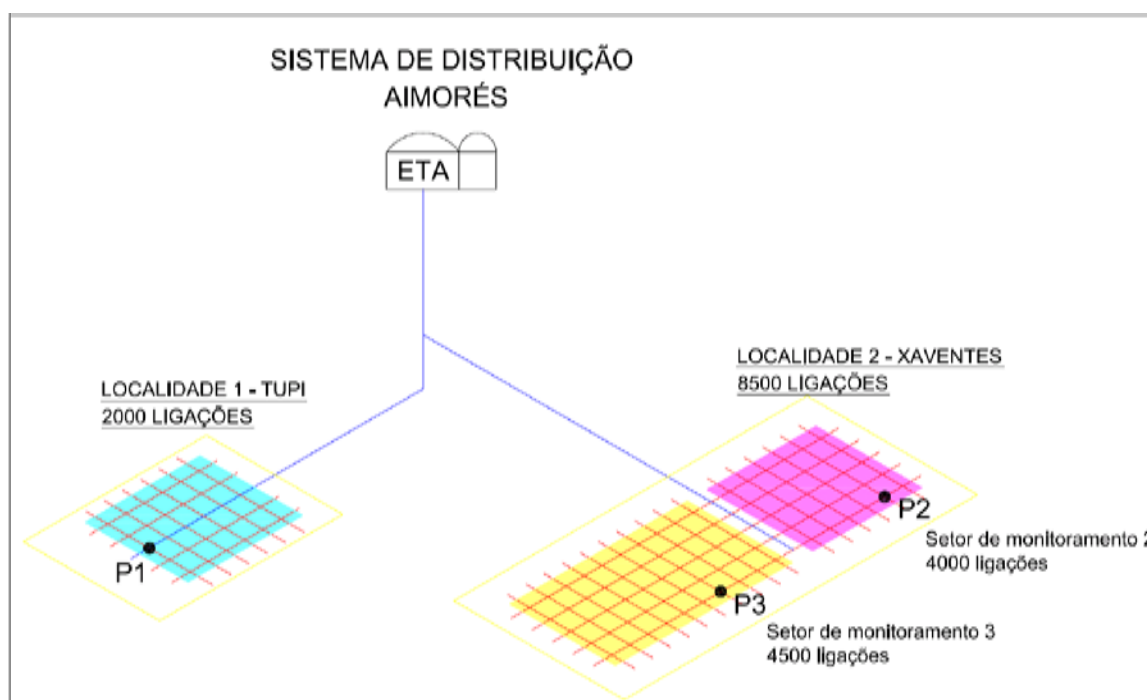 SISTEMA DE DISTRIBUIÇÃO
AIMORÉS
ETA
LOCALIDADE 1 - TUPI
2000 LIGAÇÕES
P1
LOCALIDADE 2 - XAVENTES
8500 LIGAÇÕES
P2
Setor de monitoramento 2
4000 ligações
P3
Setor de monitoramento 3
4500 ligações